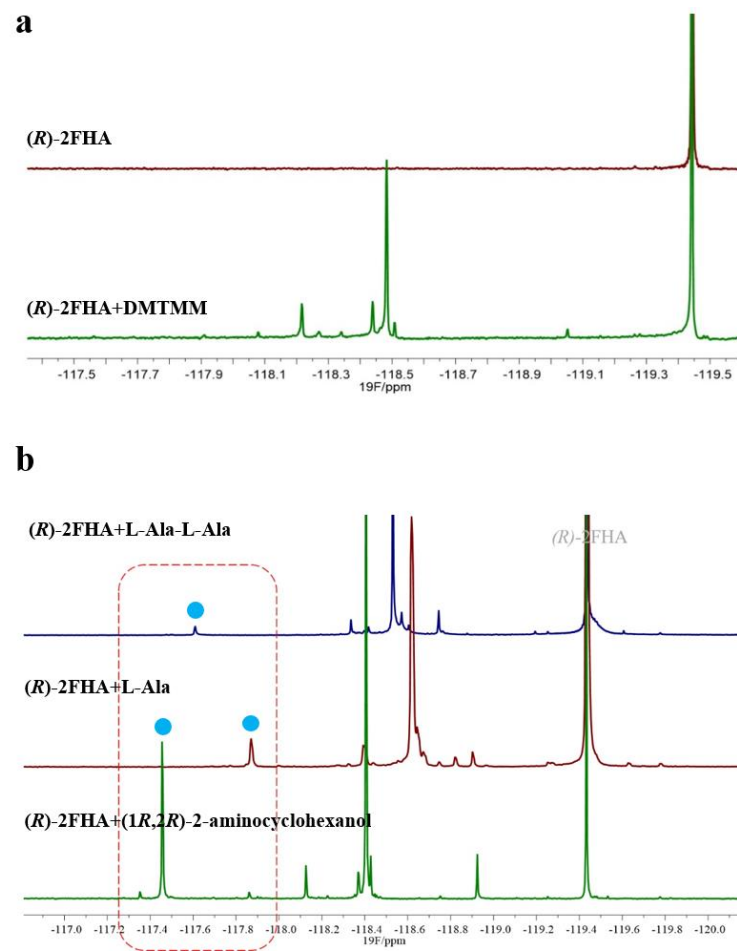 a
(R)-2FHA
(R)-2FHA+DMTMM
-117.5 -117.7 -117.9 -118.1 -118.3 -118.5 -118.7 -118.9 -119.1 -119.3 -119.5
19F/ppm
b
(R)-2FHA+L-Ala-L-Ala
(R)-2FHA
(R)-2FHA+L-Ala
(R)-2FHA+(1R,2R)-2-aminocyclohexanol
-117.0 -117.2 -117.4 -117.6 -117.8 -118.0 -118.2 -118.4 -118.6 -118.8 -119.0 -119.2 -119.4 -119.6 -119.8 -120.0
19F/ppm